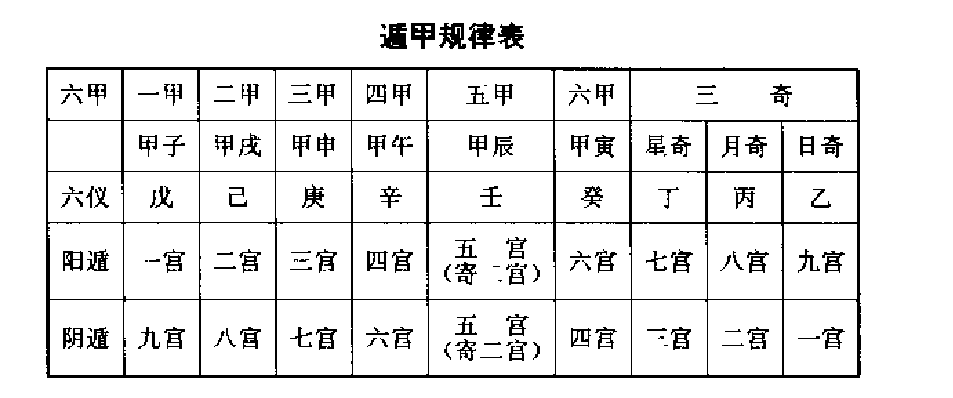 遁甲规律表
六甲 一甲 二甲 三甲 四甲 五甲 六甲 三 奇
甲子 甲戌 甲申 甲午 甲辰 甲寅 星奇 月奇 日奇
六仪 戊 己 庚 辛 壬 癸 丁 丙 乙
阳遁 一宫 二宫 三宫 四宫 五 宫 六宫 七宫 八宫 九宫
(寄二宫)
阴遁 九宫 八宫 七宫 六宫 五 宫 四宫 三宫 二宫 一宫
(寄二宫)